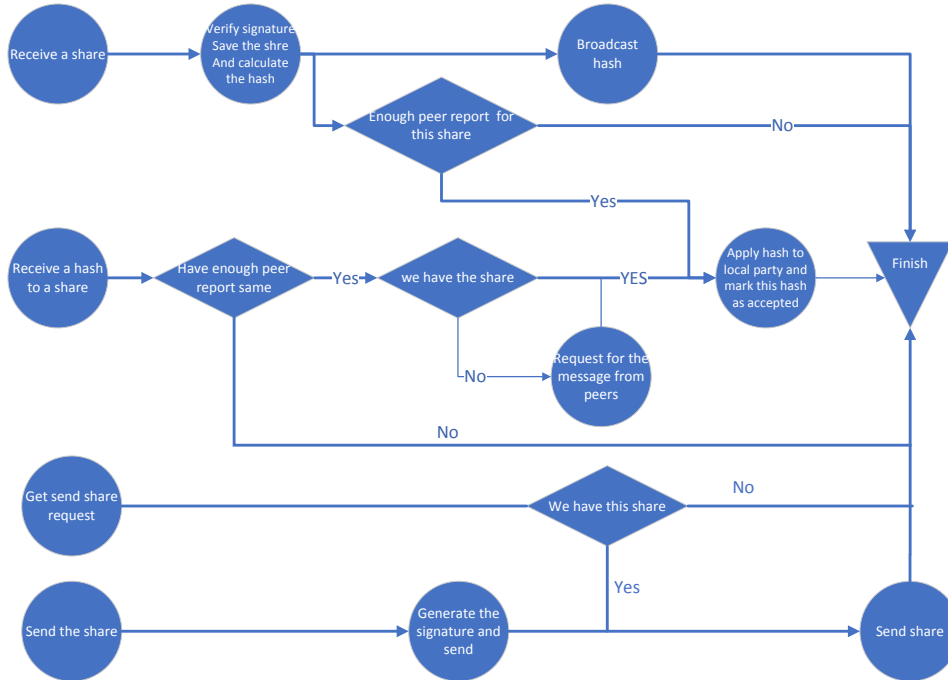 Receive a share
Verify signature
Save the shre
And calculate
the hash
Broadcast
hash
Enough peer report for
this share
No
Yes
Receive a hash
to a share
Have enough peer
report same
Yes
we have the share
YES
Apply hash to
local party and
mark this hash
as accepted
Finish
No
Request for the
message from
peers
No
Get send share
request
We have this share
No
Yes
Send the share
Generate the
signature and
send
Send share